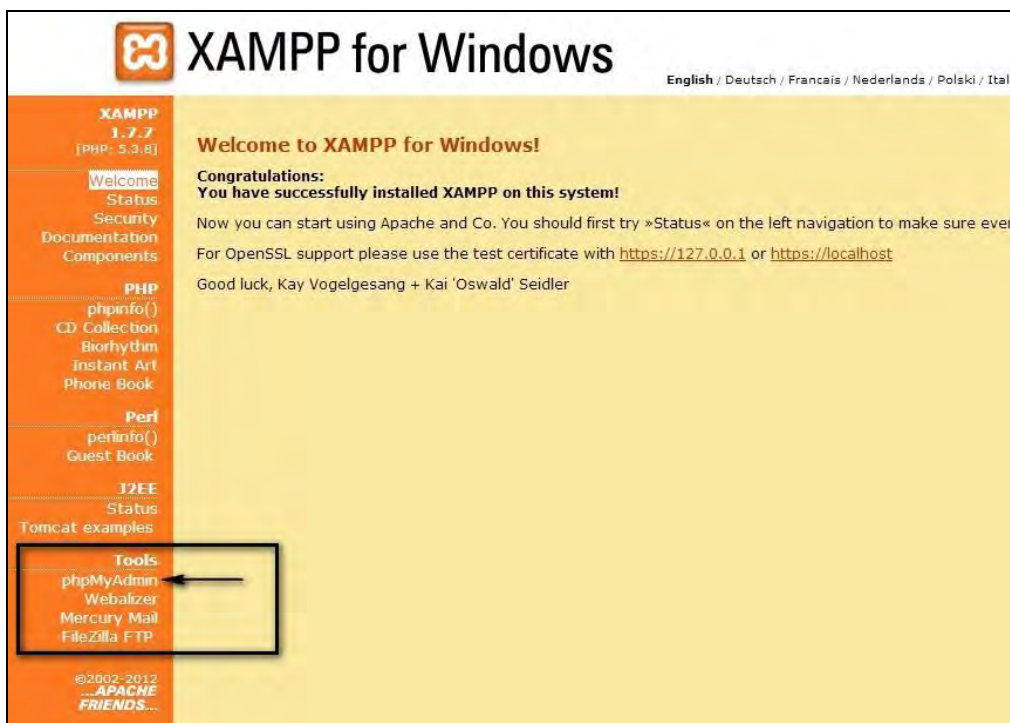 XAMPP for Windows
English / Deutsch / Francais / Nederlands / Polski / Ital
XAMPP
1.7.7
[PHP: 5.3.8]
Welcome
Status
Security
Documentation
Components
PHP
phpinfo()
CD Collection
Biorhythm
Instant Art
Phone Book
Perl
perlinfo()
Guest Book
J2EE
Status
Tomcat examples
Tools
phpMyAdmin
Webalizer
Mercury Mail
FileZilla FTP
©2002-2012
...APACHE
FRIENDS...
Welcome to XAMPP for Windows!
Congratulations:
You have successfully installed XAMPP on this system!
Now you can start using Apache and Co. You should first try »Status« on the left navigation to make sure ever
For OpenSSL support please use the test certificate with https://127.0.0.1 or https://localhost
Good luck, Kay Vogelgesang + Kai 'Oswald' Seidler